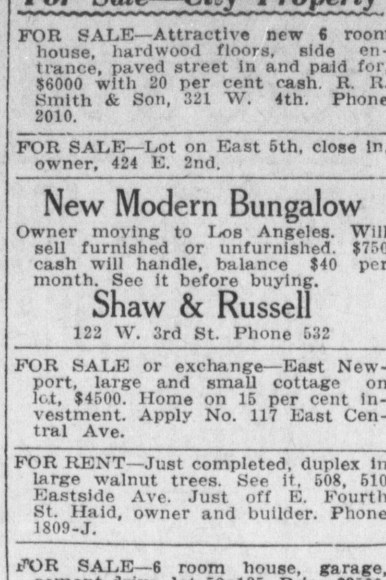 For Sale—City Property
FOR SALE—Attractive new 6 room
house, hardwood floors, side en-
trance, paved street in and paid for,
$6000 with 20 per cent cash. R. R.
Smith & Son, 321 W. 4th. Phone
2010.
FOR SALE—Lot on East 5th, close in,
owner, 424 E. 2nd.
New Modern Bungalow
Owner moving to Los Angeles. Will
sell furnished or unfurnished. $750
cash will handle, balance $40 per
month. See it before buying.
Shaw & Russell
122 W. 3rd St. Phone 532
FOR SALE or exchange—East New-
port, large and small cottage on
lot, $4500. Home on 15 per cent in-
vestment. Apply No. 117 East Cen-
tral Ave.
FOR RENT—Just completed, duplex in
large walnut trees. See it, 508, 510
Eastside Ave. Just off E. Fourth
St. Haid, owner and builder. Phone
1809-J.
FOR SALE—6 room house, garage,